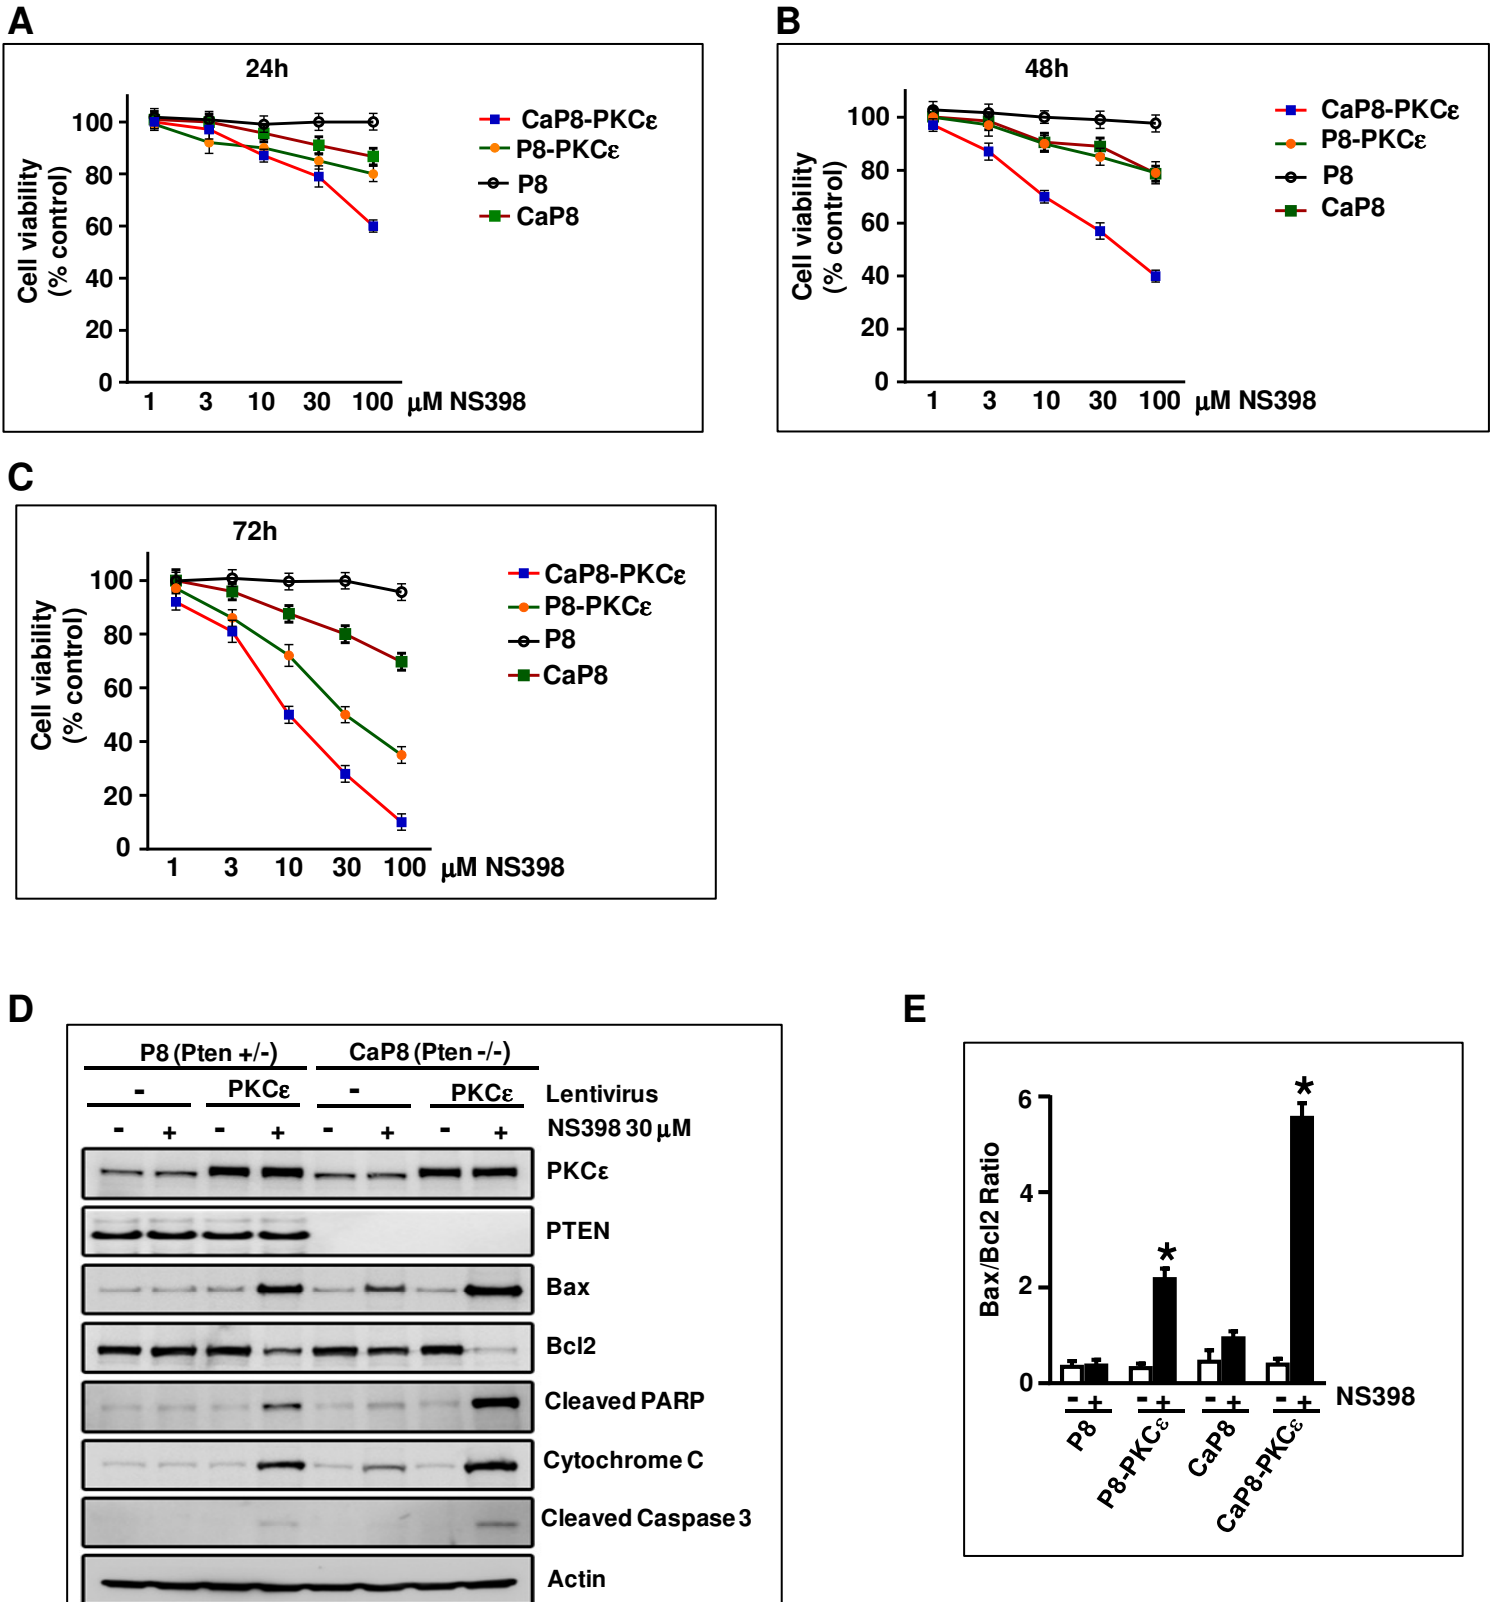 A
24h
100
80
60
40
20
0
Cell viability
(% control)
1 3 10 30 100 μM NS398
CaP8-PKCε
P8-PKCε
P8
CaP8
B
48h
100
80
60
40
20
0
Cell viability
(% control)
1 3 10 30 100 μM NS398
CaP8-PKCε
P8-PKCε
P8
CaP8
C
72h
100
80
60
40
20
0
Cell viability
(% control)
1 3 10 30 100 μM NS398
CaP8-PKCε
P8-PKCε
P8
CaP8
D
P8 (Pten +/-) CaP8 (Pten -/-)
- PKCε - PKCε Lentivirus
- + - + - + - + NS398 30 μM
PKCε
PTEN
Bax
Bcl2
Cleaved PARP
Cytochrome C
Cleaved Caspase 3
Actin
E
6
4
2
0
Bax/Bcl2 Ratio
* *
- + - + - + - + NS398
P8 P8-PKCε CaP8 CaP8-PKCε